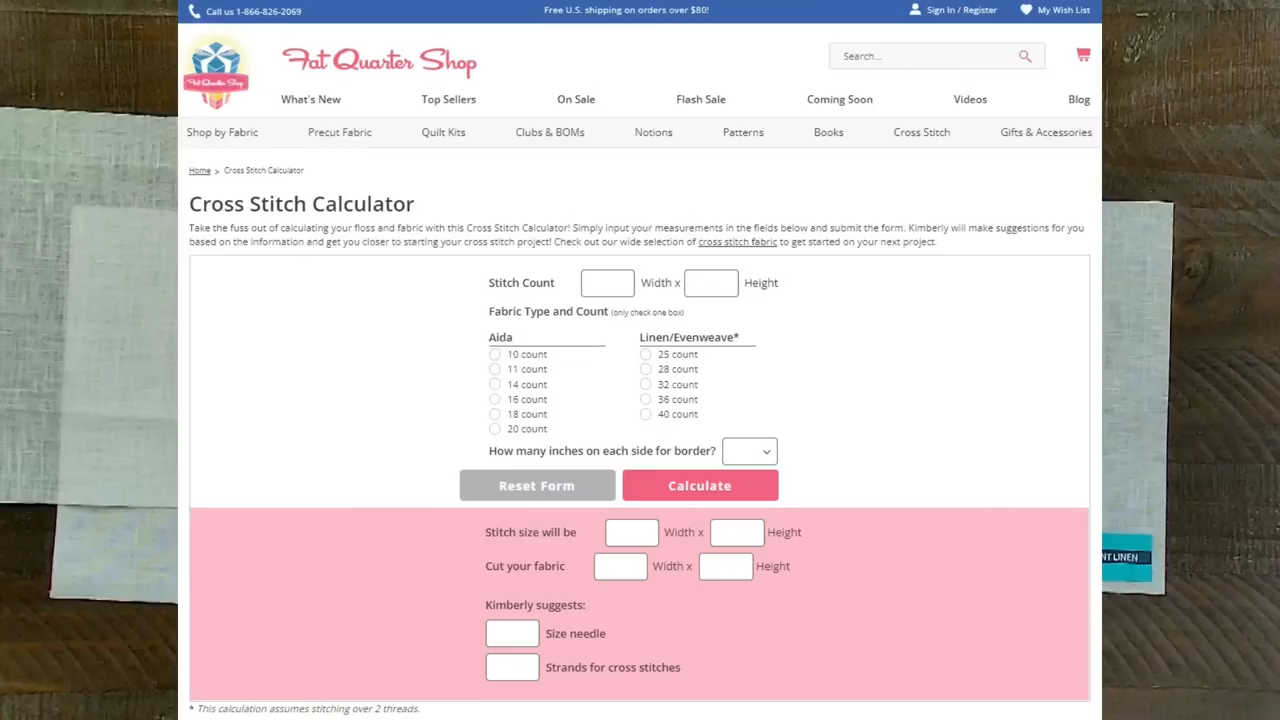 Call us 1-866-826-2069
Free U.S. shipping on orders over $80!
Sign In / Register
My Wish List
Fat Quarter Shop
Fat Quarter Shop
Search...
What's New Top Sellers On Sale Flash Sale Coming Soon Videos Blog
Shop by Fabric Precut Fabric Quilt Kits Clubs & BOMs Notions Patterns Books Cross Stitch Gifts & Accessories
Home > Cross Stitch Calculator
Cross Stitch Calculator
Take the fuss out of calculating your floss and fabric with this Cross Stitch Calculator! Simply input your measurements in the fields below and submit the form. Kimberly will make suggestions for you
based on the information and get you closer to starting your cross stitch project! Check out our wide selection of cross stitch fabric to get started on your next project.
Stitch Count Width x Height
Fabric Type and Count (only check one box)
Aida Linen/Evenweave*
10 count 25 count
11 count 28 count
14 count 32 count
16 count 36 count
18 count 40 count
20 count
How many inches on each side for border?
Reset Form Calculate
Stitch size will be Width x Height
Cut your fabric Width x Height
NT LINEN
Kimberly suggests:
Size needle
Strands for cross stitches
* This calculation assumes stitching over 2 threads.